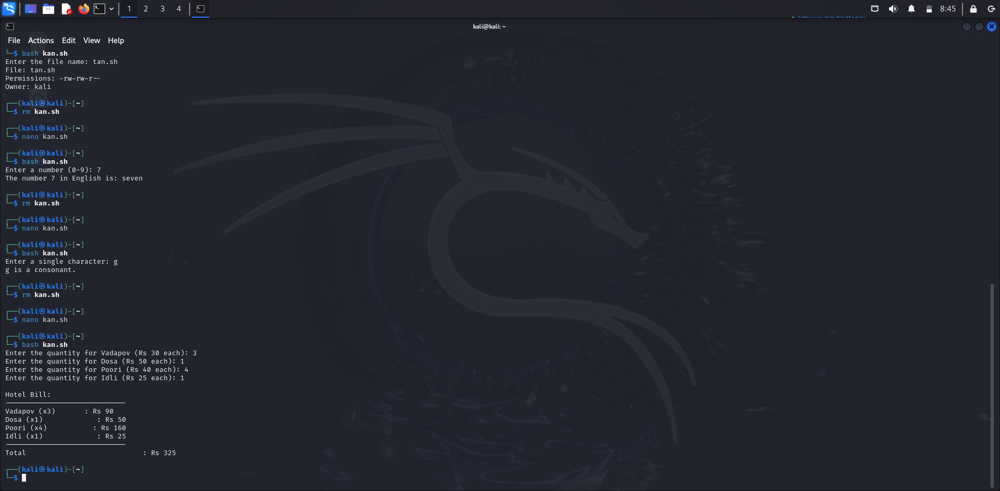 1 2 3 4 8:45
kali@kali: ~
File Actions Edit View Help
└─$ bash kan.sh
Enter the file name: tan.sh
File: tan.sh
Permissions: -rw-rw-r--
Owner: kali
┌──(kali㉿kali)-[~]
└─$ rm kan.sh
File System
┌──(kali㉿kali)-[~]
└─$ nano kan.sh
┌──(kali㉿kali)-[~]
└─$ bash kan.sh
Enter a number (0-9): 7
The number 7 in English is: seven
┌──(kali㉿kali)-[~]
└─$ rm kan.sh
┌──(kali㉿kali)-[~]
└─$ nano kan.sh
┌──(kali㉿kali)-[~]
└─$ bash kan.sh
Enter a single character: g
g is a consonant.
┌──(kali㉿kali)-[~]
└─$ rm kan.sh
┌──(kali㉿kali)-[~]
└─$ nano kan.sh
┌──(kali㉿kali)-[~]
└─$ bash kan.sh
Enter the quantity for Vadapov (Rs 30 each): 3
Enter the quantity for Dosa (Rs 50 each): 1
Enter the quantity for Poori (Rs 40 each): 4
Enter the quantity for Idli (Rs 25 each): 1
Hotel Bill:
-----------------------------
Vadapov (x3) : Rs 90
Dosa (x1) : Rs 50
Poori (x4) : Rs 160
Idli (x1) : Rs 25
-----------------------------
Total : Rs 325
┌──(kali㉿kali)-[~]
└─$